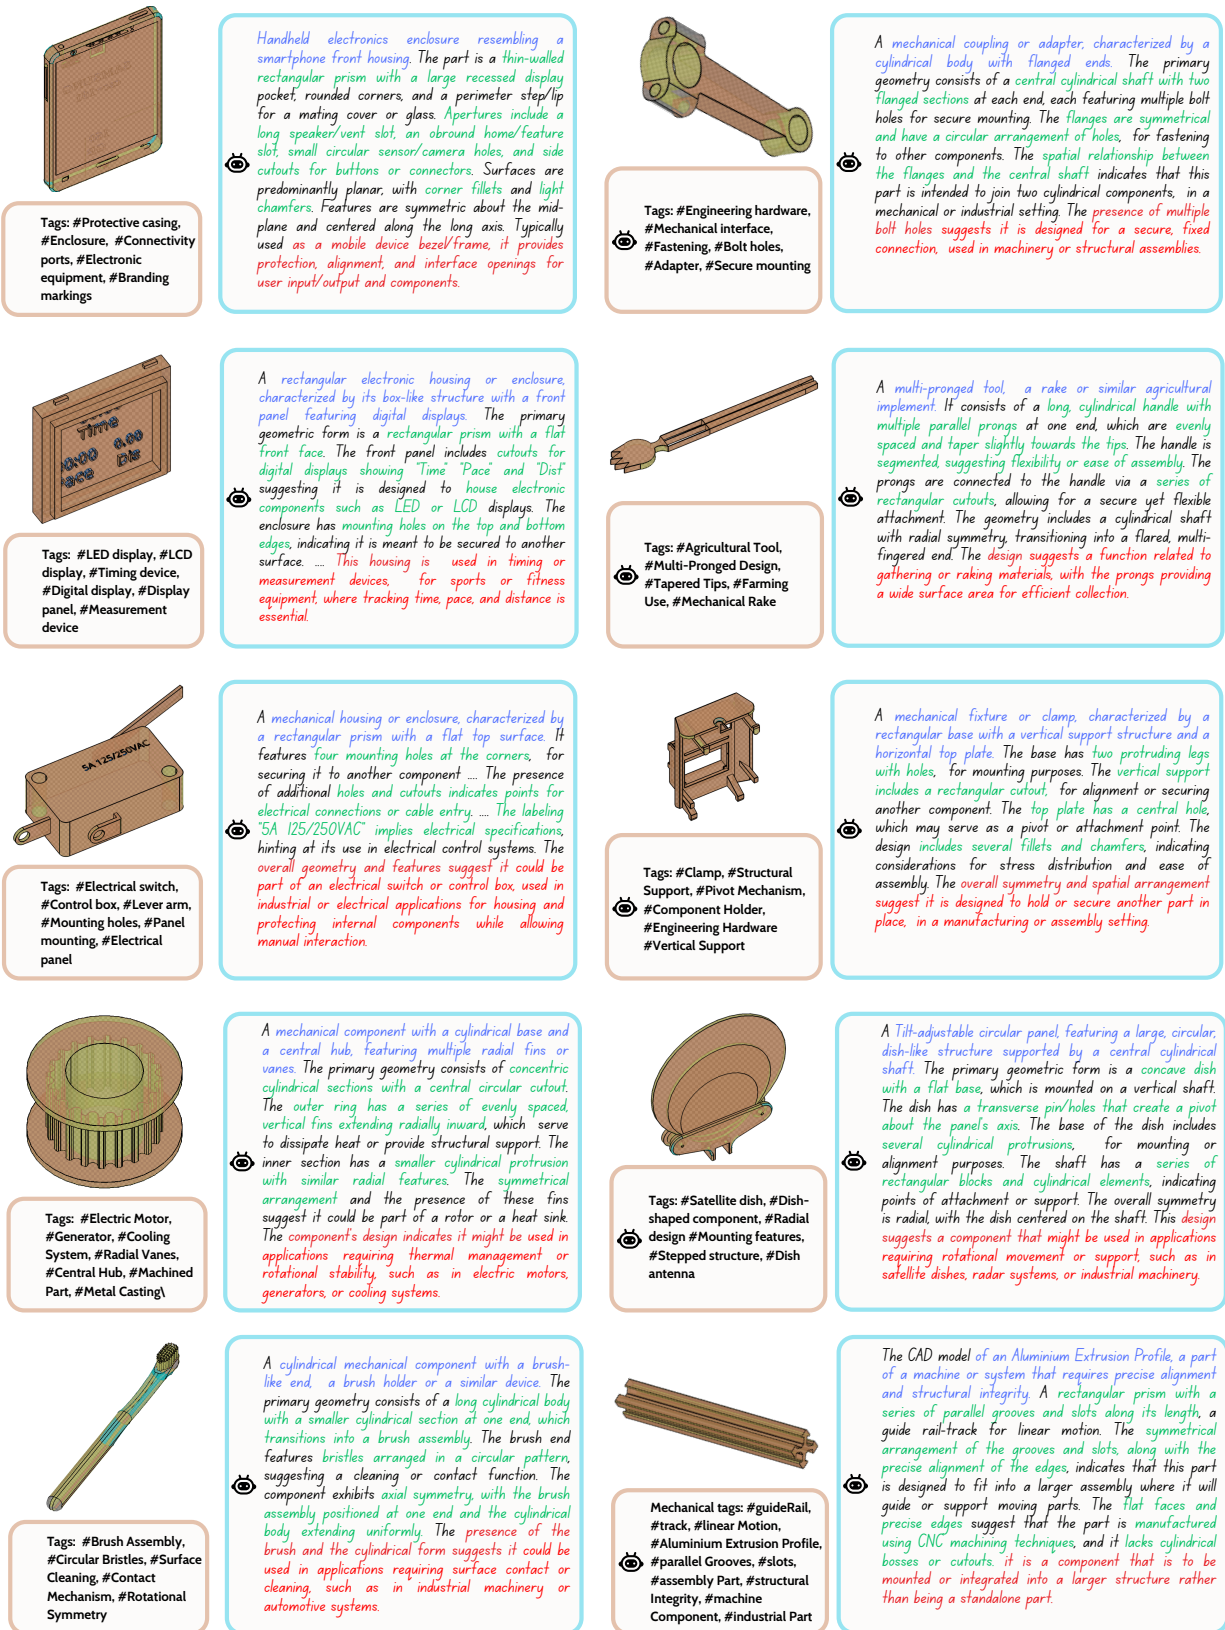 Handheld electronics enclosure resembling a
smartphone front housing. The part is a thin-walled
rectangular prism with a large recessed display
pocket, rounded corners, and a perimeter step/lip
for a mating cover or glass. Apertures include a
long speaker/vent slot, an obround home/feature
slot, small circular sensor/camera holes, and side
cutouts for buttons or connectors. Surfaces are
predominantly planar, with corner fillets and light
chamfers. Features are symmetric about the mid-
plane and centered along the long axis. Typically
used as a mobile device bezel/frame, it provides
protection, alignment, and interface openings for
user input/output and components.
Tags: #Protective casing,
#Enclosure, #Connectivity
ports, #Electronic
equipment, #Branding
markings
A mechanical coupling or adapter, characterized by a
cylindrical body with flanged ends. The primary
geometry consists of a central cylindrical shaft with two
flanged sections at each end, each featuring multiple bolt
holes for secure mounting. The flanges are symmetrical
and have a circular arrangement of holes, for fastening
to other components. The spatial relationship between
the flanges and the central shaft indicates that this
part is intended to join two cylindrical components, in a
mechanical or industrial setting. The presence of multiple
bolt holes suggests it is designed for a secure, fixed
connection, used in machinery or structural assemblies.
Tags: #Engineering hardware,
#Mechanical interface,
#Fastening, #Bolt holes,
#Adapter, #Secure mounting
Time
00:00 0.00
ace Dis
A rectangular electronic housing or enclosure,
characterized by its box-like structure with a front
panel featuring digital displays. The primary
geometric form is a rectangular prism with a flat
front face. The front panel includes cutouts for
digital displays showing "Time" "Pace" and "Dist"
suggesting it is designed to house electronic
components such as LED or LCD displays. The
enclosure has mounting holes on the top and bottom
edges, indicating it is meant to be secured to another
surface. .... This housing is used in timing or
measurement devices, for sports or fitness
equipment, where tracking time, pace, and distance is
essential.
Tags: #LED display, #LCD
display, #Timing device,
#Digital display, #Display
panel, #Measurement
device
A multi-pronged tool, a rake or similar agricultural
implement. It consists of a long, cylindrical handle with
multiple parallel prongs at one end, which are evenly
spaced and taper slightly towards the tips. The handle is
segmented, suggesting flexibility or ease of assembly. The
prongs are connected to the handle via a series of
rectangular cutouts, allowing for a secure yet flexible
attachment. The geometry includes a cylindrical shaft
with radial symmetry, transitioning into a flared, multi-
fingered end. The design suggests a function related to
gathering or raking materials, with the prongs providing
a wide surface area for efficient collection.
Tags: #Agricultural Tool,
#Multi-Pronged Design,
#Tapered Tips, #Farming
Use, #Mechanical Rake
5A 125/250VAC
A mechanical housing or enclosure, characterized by
a rectangular prism with a flat top surface. It
features four mounting holes at the corners, for
securing it to another component .... The presence
of additional holes and cutouts indicates points for
electrical connections or cable entry. .... The labeling
"5A 125/250VAC" implies electrical specifications,
hinting at its use in electrical control systems. The
overall geometry and features suggest it could be
part of an electrical switch or control box, used in
industrial or electrical applications for housing and
protecting internal components while allowing
manual interaction.
Tags: #Electrical switch,
#Control box, #Lever arm,
#Mounting holes, #Panel
mounting, #Electrical
panel
A mechanical fixture or clamp, characterized by a
rectangular base with a vertical support structure and a
horizontal top plate. The base has two protruding legs
with holes, for mounting purposes. The vertical support
includes a rectangular cutout, for alignment or securing
another component. The top plate has a central hole,
which may serve as a pivot or attachment point. The
design includes several fillets and chamfers, indicating
considerations for stress distribution and ease of
assembly. The overall symmetry and spatial arrangement
suggest it is designed to hold or secure another part in
place, in a manufacturing or assembly setting.
Tags: #Clamp, #Structural
Support, #Pivot Mechanism,
#Component Holder,
#Engineering Hardware
#Vertical Support
A mechanical component with a cylindrical base and
a central hub, featuring multiple radial fins or
vanes. The primary geometry consists of concentric
cylindrical sections with a central circular cutout.
The outer ring has a series of evenly spaced,
vertical fins extending radially inward, which serve
to dissipate heat or provide structural support. The
inner section has a smaller cylindrical protrusion
with similar radial features. The symmetrical
arrangement and the presence of these fins
suggest it could be part of a rotor or a heat sink.
The component's design indicates it might be used in
applications requiring thermal management or
rotational stability, such as in electric motors,
generators, or cooling systems.
Tags: #Electric Motor,
#Generator, #Cooling
System, #Radial Vanes,
#Central Hub, #Machined
Part, #Metal Casting\
A Tilt-adjustable circular panel, featuring a large, circular,
dish-like structure supported by a central cylindrical
shaft. The primary geometric form is a concave dish
with a flat base, which is mounted on a vertical shaft.
The dish has a transverse pin/holes that create a pivot
about the panel's axis. The base of the dish includes
several cylindrical protrusions, for mounting or
alignment purposes. The shaft has a series of
rectangular blocks and cylindrical elements, indicating
points of attachment or support. The overall symmetry
is radial, with the dish centered on the shaft. This design
suggests a component that might be used in applications
requiring rotational movement or support, such as in
satellite dishes, radar systems, or industrial machinery.
Tags: #Satellite dish, #Dish-
shaped component, #Radial
design #Mounting features,
#Stepped structure, #Dish
antenna
A cylindrical mechanical component with a brush-
like end, a brush holder or a similar device. The
primary geometry consists of a long cylindrical body
with a smaller cylindrical section at one end, which
transitions into a brush assembly. The brush end
features bristles arranged in a circular pattern,
suggesting a cleaning or contact function. The
component exhibits axial symmetry, with the brush
assembly positioned at one end and the cylindrical
body extending uniformly. The presence of the
brush and the cylindrical form suggests it could be
used in applications requiring surface contact or
cleaning, such as in industrial machinery or
automotive systems.
Tags: #Brush Assembly,
#Circular Bristles, #Surface
Cleaning, #Contact
Mechanism, #Rotational
Symmetry
The CAD model of an Aluminium Extrusion Profile, a part
of a machine or system that requires precise alignment
and structural integrity. A rectangular prism with a
series of parallel grooves and slots along its length, a
guide rail-track for linear motion. The symmetrical
arrangement of the grooves and slots, along with the
precise alignment of the edges, indicates that this part
is designed to fit into a larger assembly where it will
guide or support moving parts. The flat faces and
precise edges suggest that the part is manufactured
using CNC machining techniques, and it lacks cylindrical
bosses or cutouts. it is a component that is to be
mounted or integrated into a larger structure rather
than being a standalone part.
Mechanical tags: #guideRail,
#track, #linear Motion,
#Aluminium Extrusion Profile,
#parallel Grooves, #slots,
#assembly Part, #structural
Integrity, #machine
Component, #industrial Part